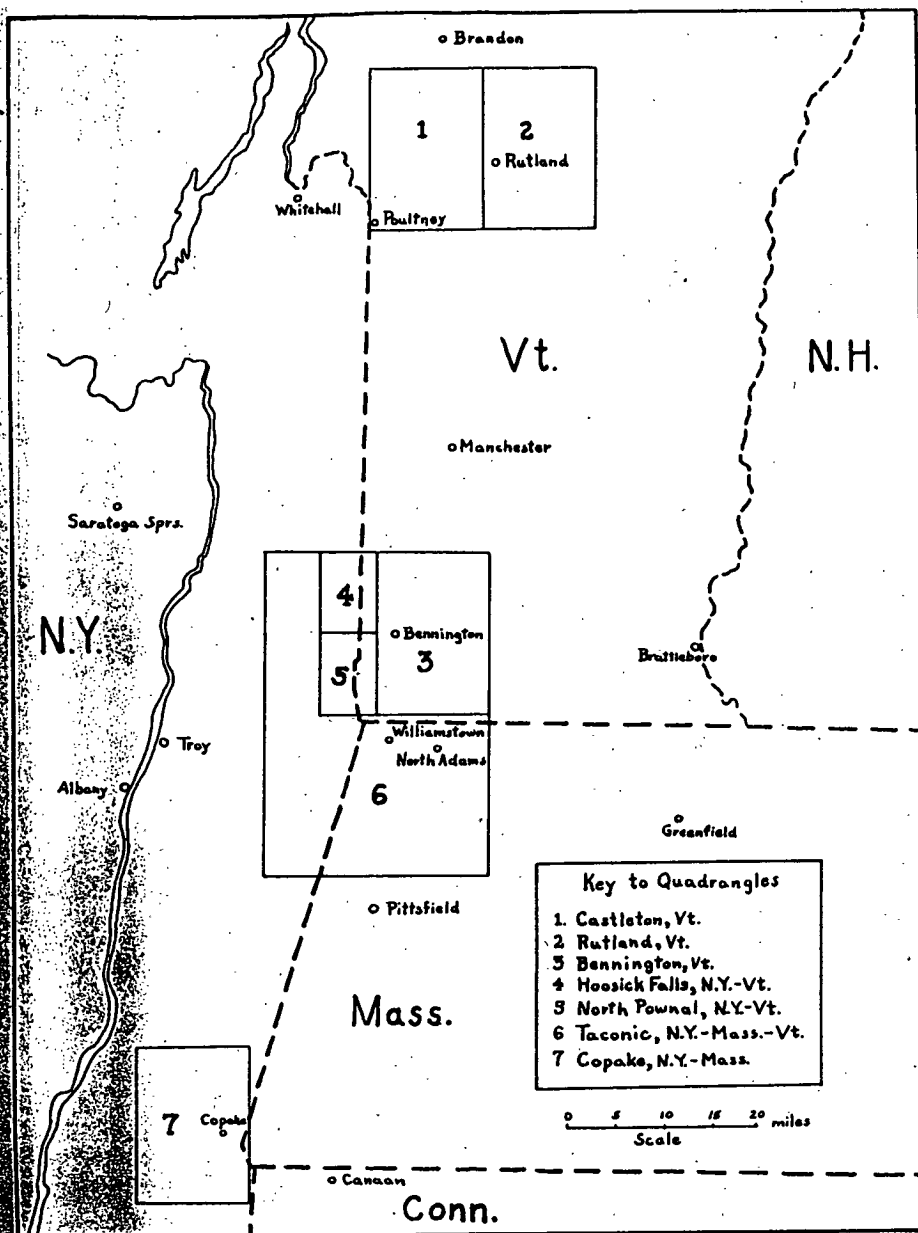 Brandon
1
2
Rutland
Whitehall
Poultney
Vt.
N.H.
Manchester
Saratoga Sprs.
N.Y.
4
Bennington
3
5
Brattleboro
Williamstown
North Adams
Troy
Albany
6
Greenfield
Key to Quadrangles
1. Castleton, Vt.
2 Rutland, Vt.
3 Bennington, Vt.
4 Hoosick Falls, N.Y.-Vt.
5 North Pownal, N.Y.-Vt.
6 Taconic, N.Y.-Mass.-Vt.
7 Copake, N.Y.-Mass.
Pittsfield
Mass.
7
Copake
0 5 10 15 20 miles
Scale
Canaan
Conn.